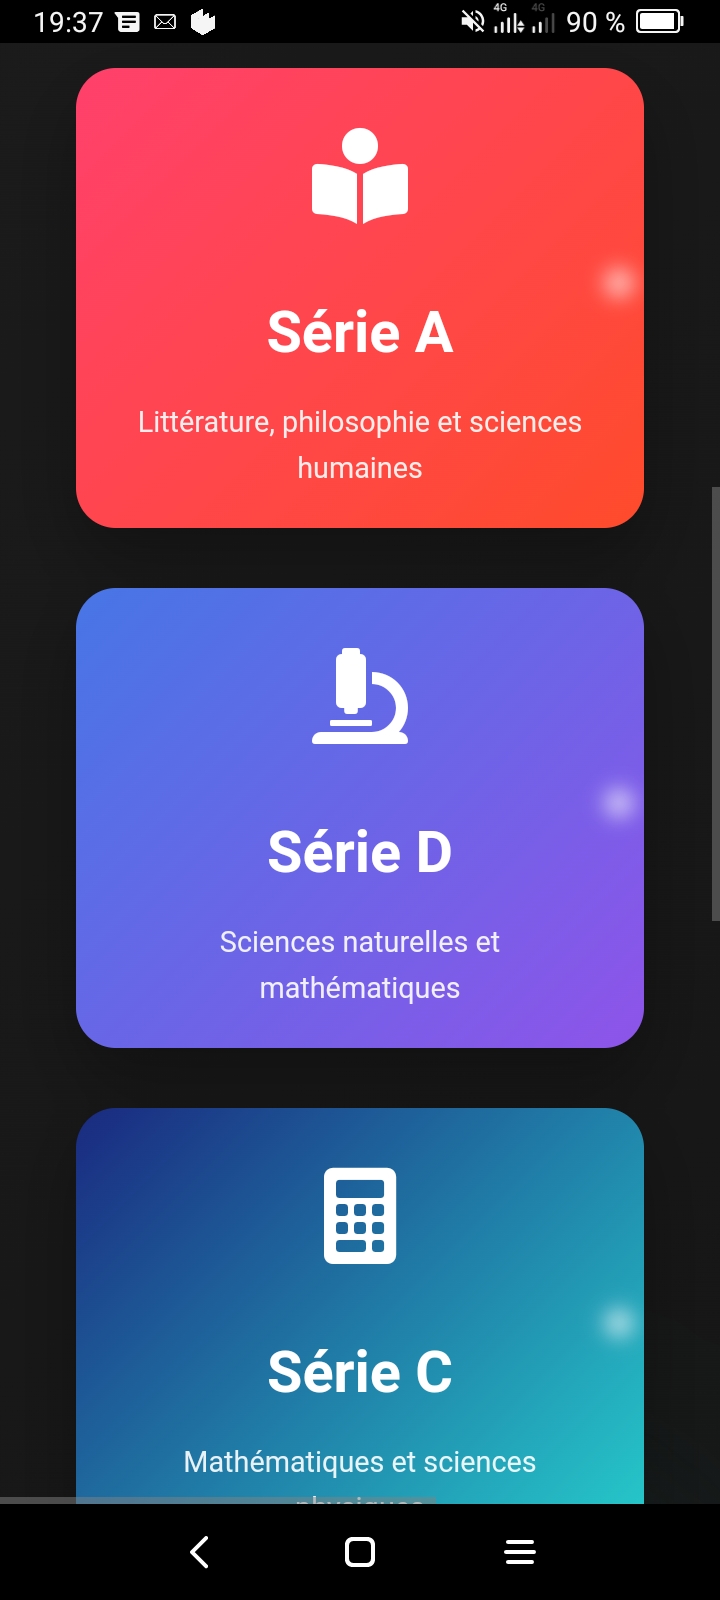 19:37 4G 4G 90 %
Série A
Littérature, philosophie et sciences
humaines
Série D
Sciences naturelles et
mathématiques
Série C
Mathématiques et sciences